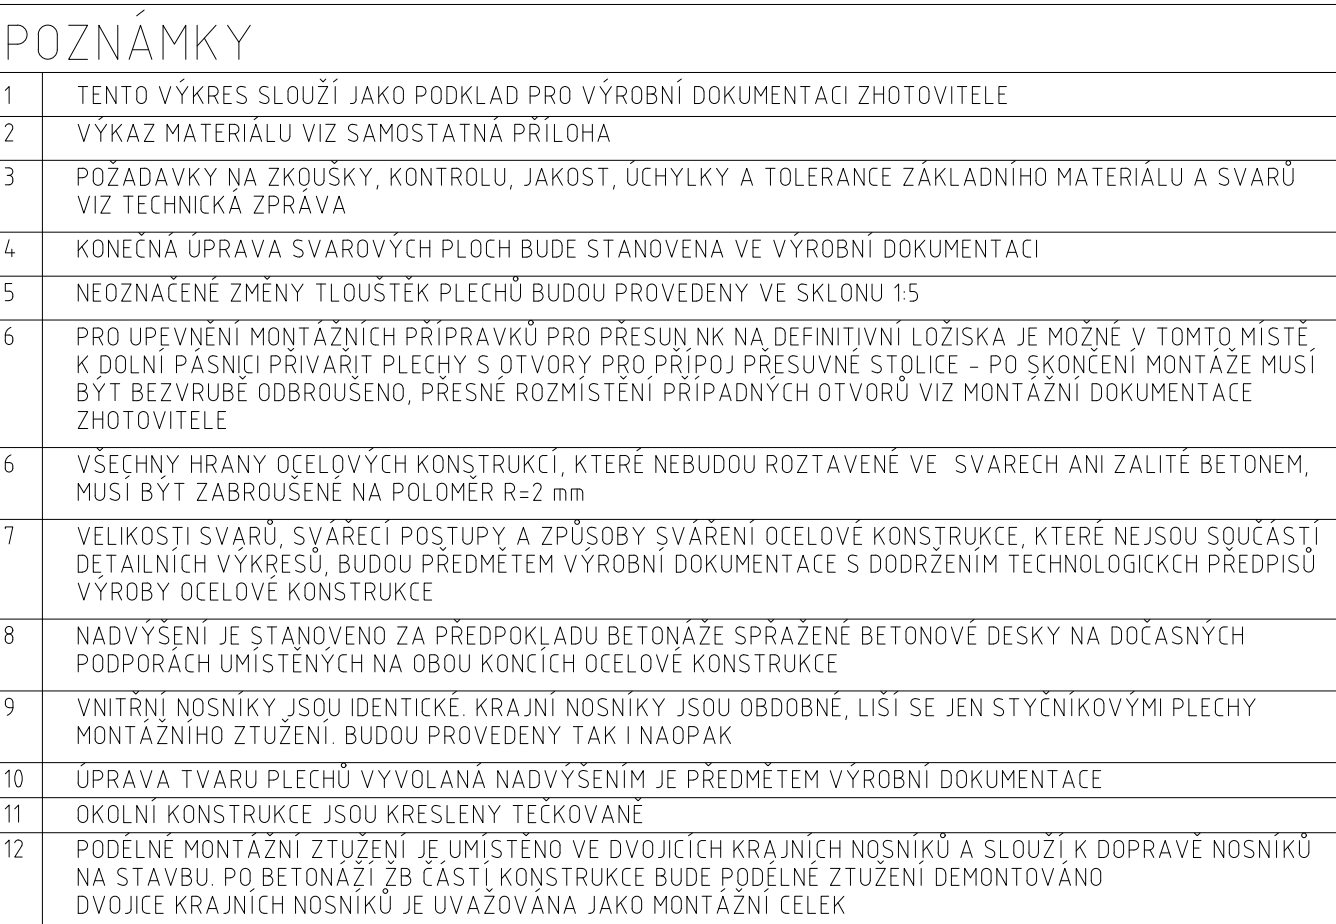 POZNÁMKY
1 TENTO VÝKRES SLOUŽÍ JAKO PODKLAD PRO VÝROBNÍ DOKUMENTACI ZHOTOVITELE
2 VÝKAZ MATERIÁLU VIZ SAMOSTATNÁ PŘÍLOHA
3 POŽADAVKY NA ZKOUŠKY, KONTROLU, JAKOST, ÚCHYLKY A TOLERANCE ZÁKLADNÍHO MATERIÁLU A SVARŮ
VIZ TECHNICKÁ ZPRÁVA
4 KONEČNÁ ÚPRAVA SVAROVÝCH PLOCH BUDE STANOVENA VE VÝROBNÍ DOKUMENTACI
5 NEOZNAČENÉ ZMĚNY TLOUŠTĚK PLECHŮ BUDOU PROVEDENY VE SKLONU 1:5
6 PRO UPEVNĚNÍ MONTÁŽNÍCH PŘÍPRAVKŮ PRO PŘESUN NK NA DEFINITIVNÍ LOŽISKA JE MOŽNÉ V TOMTO MÍSTĚ
K DOLNÍ PÁSNICI PŘIVAŘIT PLECHY S OTVORY PRO PŘÍPOJ PŘESUVNÉ STOLICE - PO SKONČENÍ MONTÁŽE MUSÍ
BÝT BEZVRUBĚ ODBROUŠENO, PŘESNÉ ROZMÍSTĚNÍ PŘÍPADNÝCH OTVORŮ VIZ MONTÁŽNÍ DOKUMENTACE
ZHOTOVITELE
6 VŠECHNY HRANY OCELOVÝCH KONSTRUKCÍ, KTERÉ NEBUDOU ROZTAVENÉ VE SVARECH ANI ZALITÉ BETONEM,
MUSÍ BÝT ZABROUŠENÉ NA POLOMĚR R=2 mm
7 VELIKOSTI SVARŮ, SVÁŘECÍ POSTUPY A ZPŮSOBY SVÁŘENÍ OCELOVÉ KONSTRUKCE, KTERÉ NEJSOU SOUČÁSTÍ
DETAILNÍCH VÝKRESŮ, BUDOU PŘEDMĚTEM VÝROBNÍ DOKUMENTACE S DODRŽENÍM TECHNOLOGICKCH PŘEDPISŮ
VÝROBY OCELOVÉ KONSTRUKCE
8 NADVÝŠENÍ JE STANOVENO ZA PŘEDPOKLADU BETONÁŽE SPŘAŽENÉ BETONOVÉ DESKY NA DOČASNÝCH
PODPORÁCH UMÍSTĚNÝCH NA OBOU KONCÍCH OCELOVÉ KONSTRUKCE
9 VNITŘNÍ NOSNÍKY JSOU IDENTICKÉ. KRAJNÍ NOSNÍKY JSOU OBDOBNÉ, LIŠÍ SE JEN STYČNÍKOVÝMI PLECHY
MONTÁŽNÍHO ZTUŽENÍ. BUDOU PROVEDENY TAK I NAOPAK
10 ÚPRAVA TVARU PLECHŮ VYVOLANÁ NADVÝŠENÍM JE PŘEDMĚTEM VÝROBNÍ DOKUMENTACE
11 OKOLNÍ KONSTRUKCE JSOU KRESLENY TEČKOVANĚ
12 PODÉLNÉ MONTÁŽNÍ ZTUŽENÍ JE UMÍSTĚNO VE DVOJICÍCH KRAJNÍCH NOSNÍKŮ A SLOUŽÍ K DOPRAVĚ NOSNÍKŮ
NA STAVBU. PO BETONÁŽÍ ŽB ČÁSTÍ KONSTRUKCE BUDE PODÉLNÉ ZTUŽENÍ DEMONTOVÁNO
DVOJICE KRAJNÍCH NOSNÍKŮ JE UVAŽOVÁNA JAKO MONTÁŽNÍ CELEK